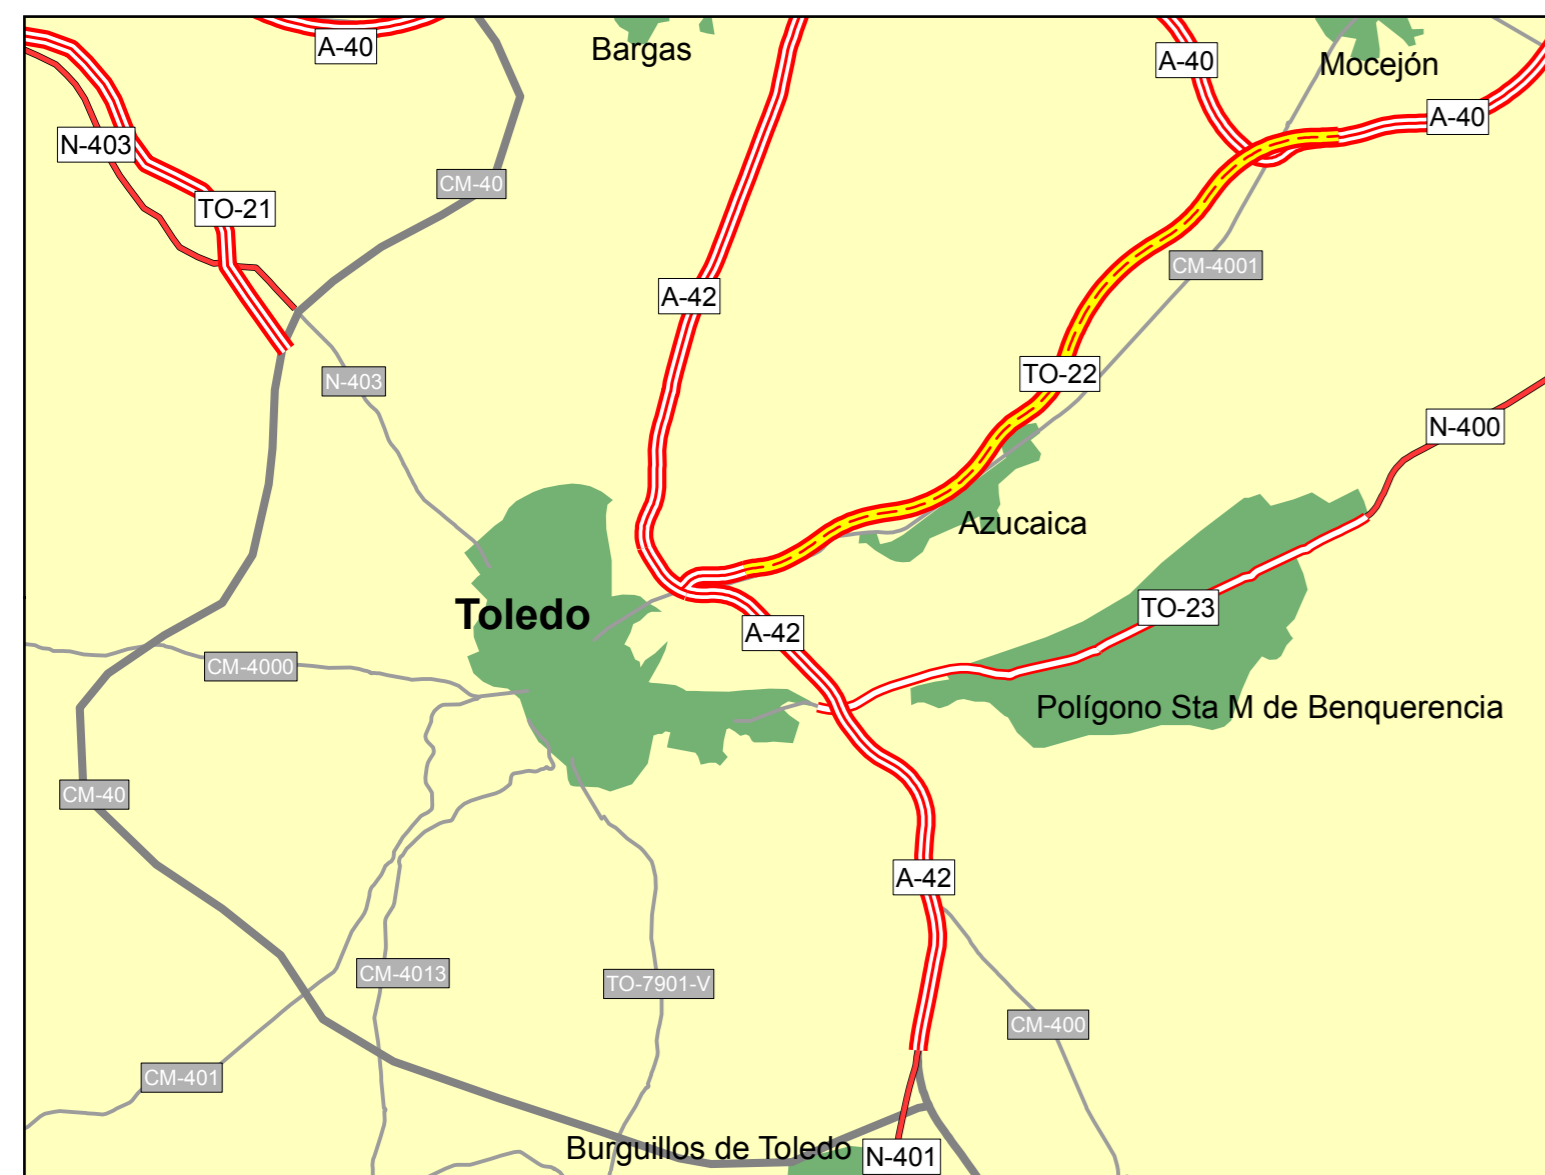 A-40
Bargas
A-40
Mocejón
A-40
N-403
CM-40
TO-21
CM-4001
A-42
N-403
TO-22
N-400
Azucaica
Toledo
TO-23
A-42
CM-4000
Polígono Sta M de Benquerencia
CM-40
A-42
CM-4013
TO-7901-V
CM-400
CM-401
Burguillos de Toledo
N-401